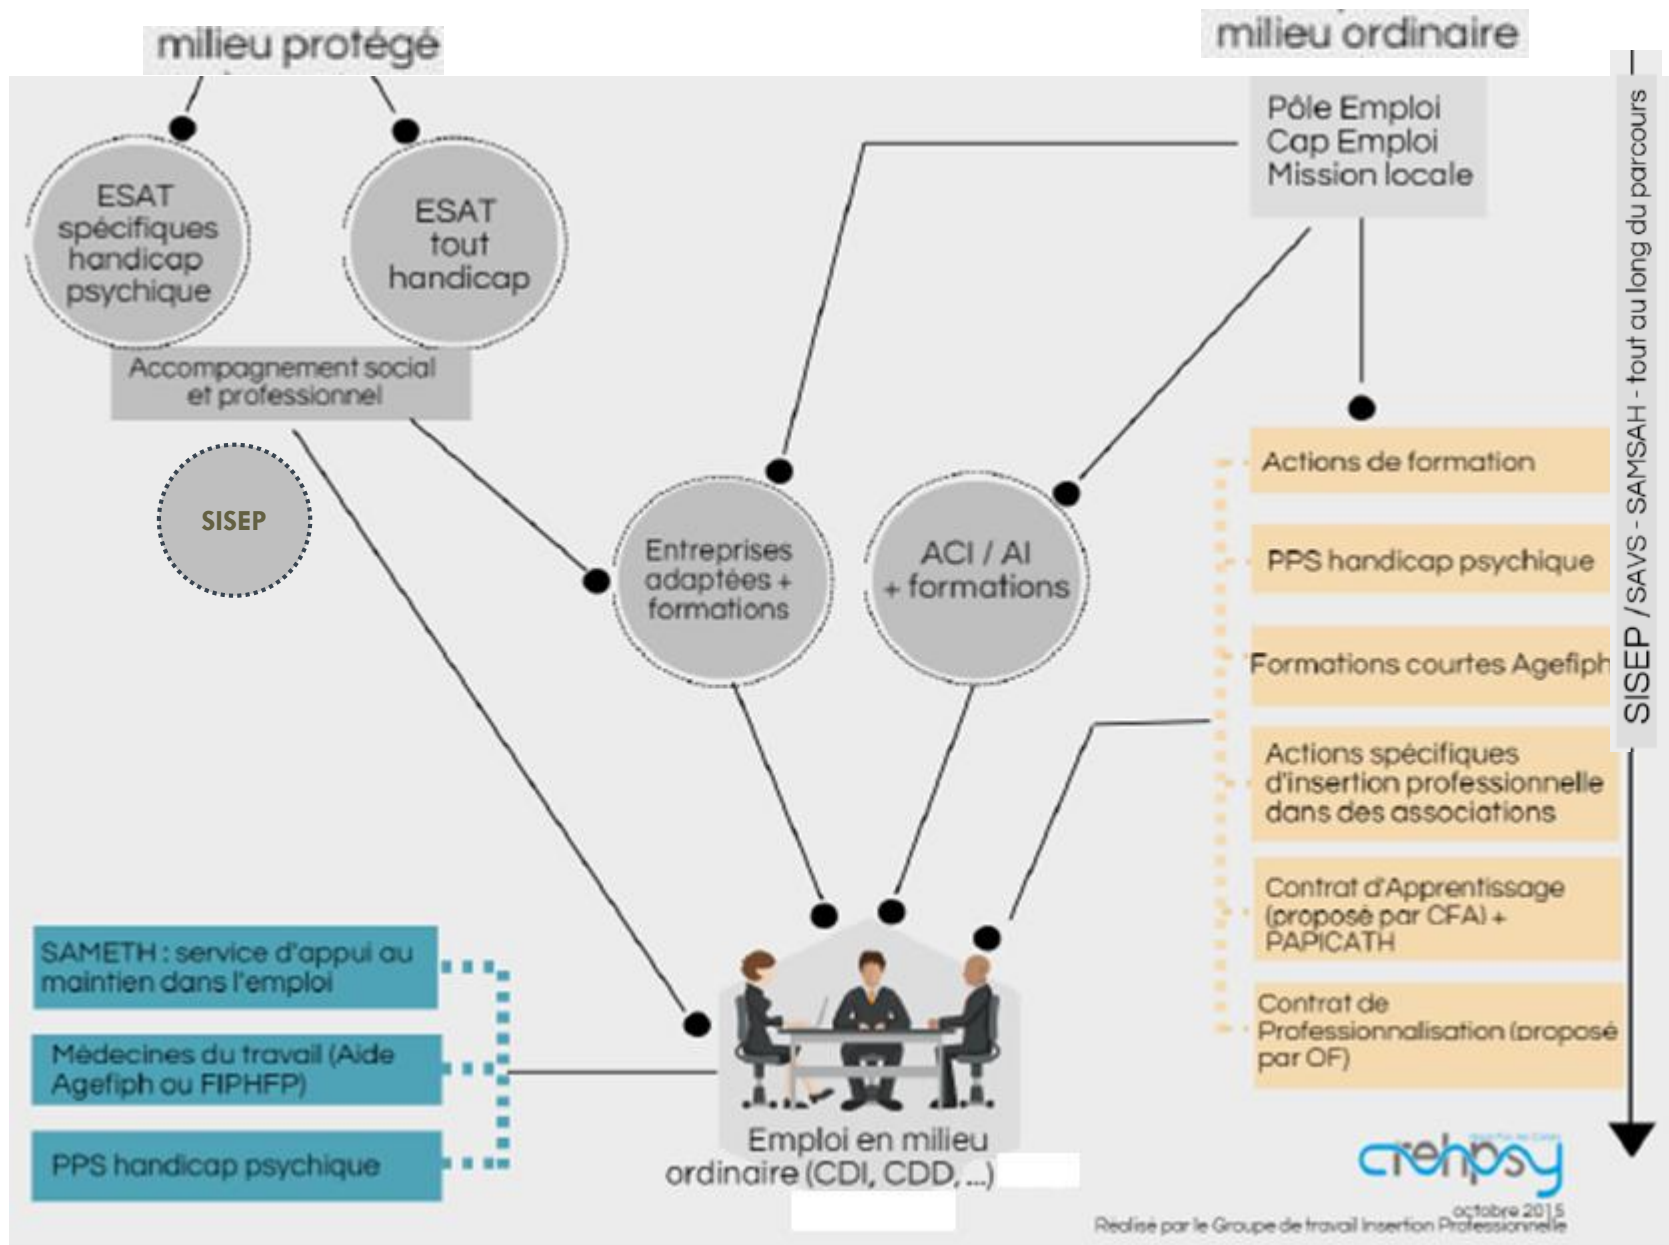 milieu protégé
milieu ordinaire
Pôle Emploi
Cap Emploi
Mission locale
ESAT
spécifiques
handicap
psychique
ESAT
tout
handicap
Accompagnement social
et professionnel
SISEP
Entreprises
adaptées +
formations
ACI / AI
+ formations
Actions de formation
PPS handicap psychique
Formations courtes Agefiph
Actions spécifiques
d'insertion professionnelle
dans des associations
Contrat d'Apprentissage
(proposé par CFA) +
PAPICATH
Contrat de
Professionnalisation (proposé
par OF)
SISEP / SAVS - SAMSAH - tout au long du parcours
SAMETH : service d'appui au
maintien dans l'emploi
Médecines du travail (Aide
Agefiph ou FIPHFP)
PPS handicap psychique
Emploi en milieu
ordinaire (CDI, CDD, ...)
crehpsy
octobre 2015
Réalisé par le Groupe de travail Insertion Professionnelle